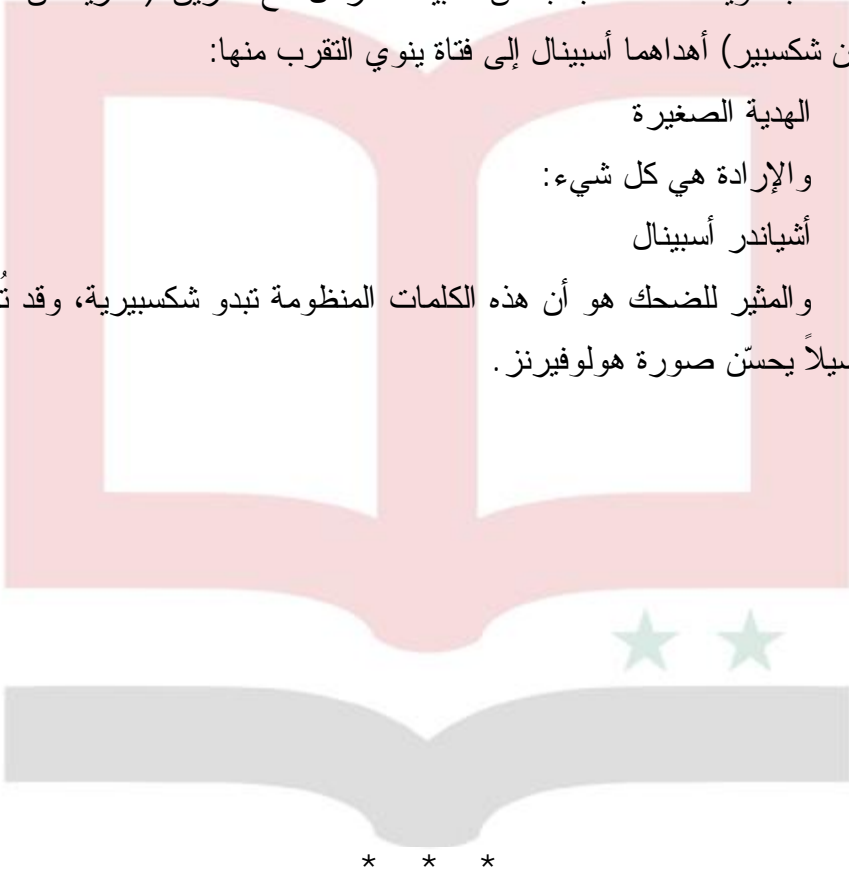 ن شكسبير) أهداهما أسبينال إلى فتاة ينوي التقرب منها:
الهدية الصغيرة
والإرادة هي كل شيء:
أشياندر أسبينال
والمثير للضحك هو أن هذه الكلمات المنظومة تبدو شكسبيرية، وقد
يحسّن صورة هولوفيرنز.
* * *